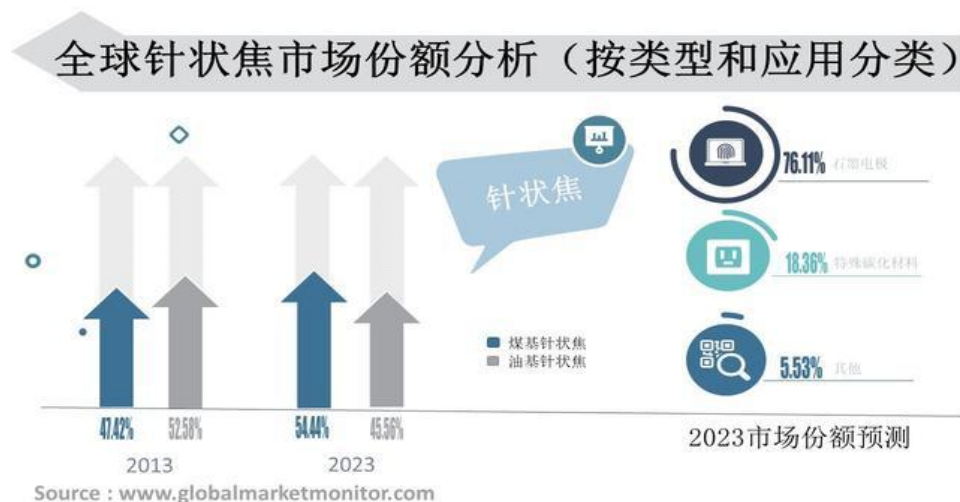 全球针状焦市场份额分析（按类型和应用分类）
针状焦
76.11% 石墨电极
18.36% 特殊碳化材料
5.53% 其他
煤基针状焦
油基针状焦
47.42% 52.58% 54.44% 45.56%
2013 2023
2023市场份额预测
Source : www.globalmarketmonitor.com